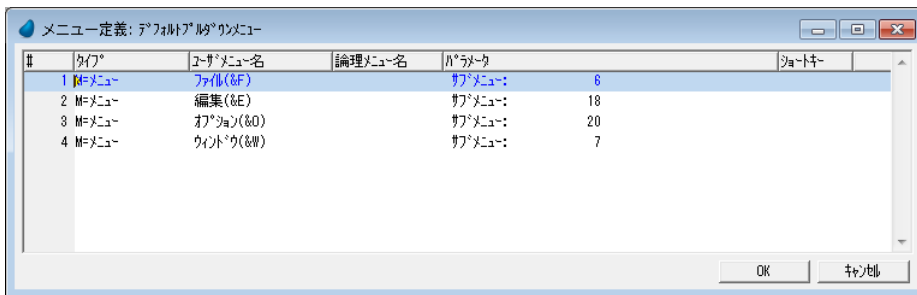 メニュー定義: ﾃﾞﾌｫﾙﾄﾌﾟﾙﾀﾞｳﾝﾒﾆｭｰ
# ﾀｲﾌﾟ ﾕｰｻﾞﾒﾆｭｰ名 論理ﾒﾆｭｰ名 ﾊﾟﾗﾒｰﾀ ｼｮｰﾄｷｰ
1 M=ﾒﾆｭｰ ﾌｧｲﾙ(&F) ｻﾌﾞﾒﾆｭｰ: 6
2 M=ﾒﾆｭｰ 編集(&E) ｻﾌﾞﾒﾆｭｰ: 18
3 M=ﾒﾆｭｰ ｵﾌﾟｼｮﾝ(&O) ｻﾌﾞﾒﾆｭｰ: 20
4 M=ﾒﾆｭｰ ｳｨﾝﾄﾞｳ(&W) ｻﾌﾞﾒﾆｭｰ: 7
OK ｷｬﾝｾﾙ